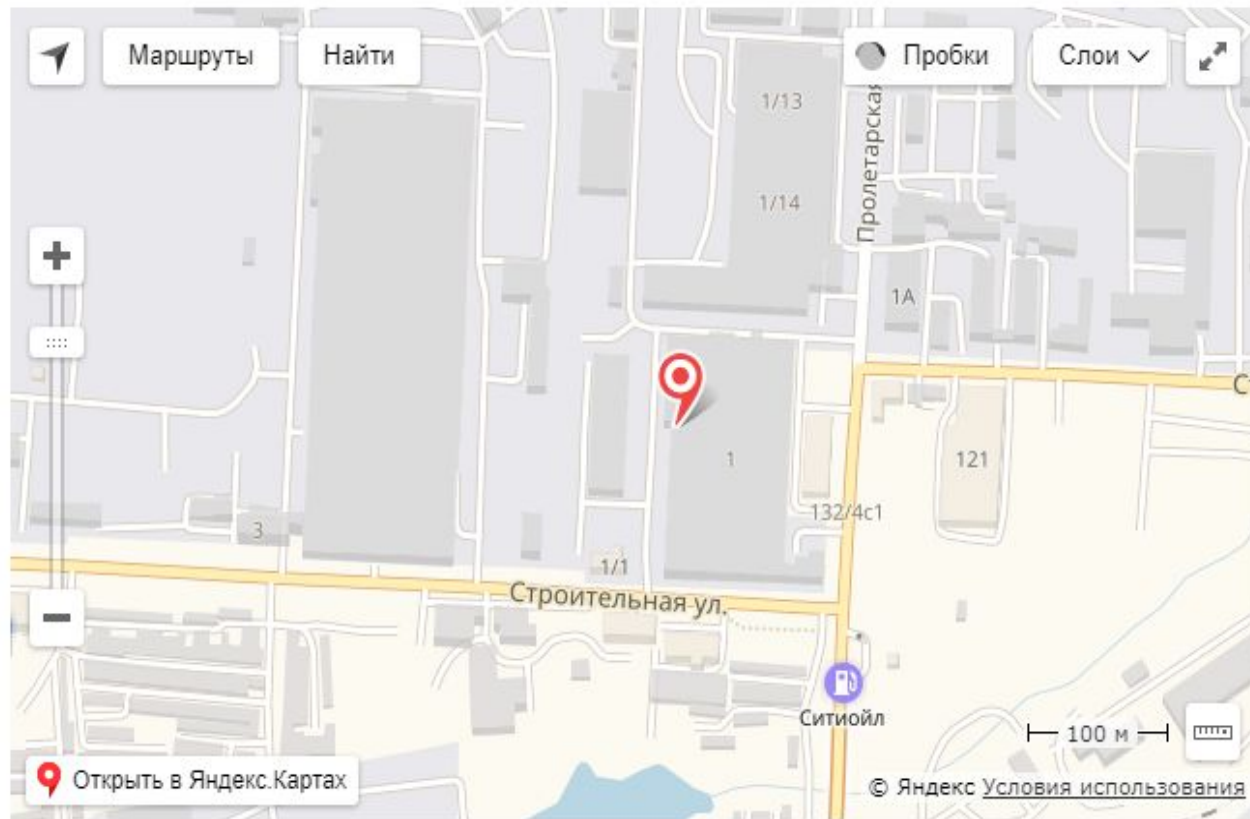 Маршруты
Найти
Пробки
Слои
1/13
Пролетарская
1/14
1А
С
1
121
132/4с1
3
1/1
Строительная ул.
Ситиойл
100 м
Открыть в Яндекс.Картах
© Яндекс Условия использования